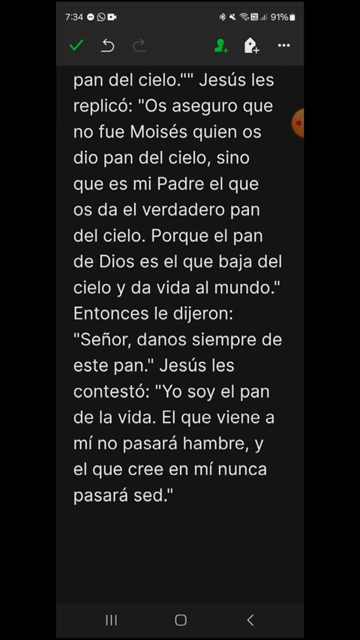 7:34
91%
pan del cielo."" Jesús les
replicó: "Os aseguro que
no fue Moisés quien os
dio pan del cielo, sino
que es mi Padre el que
os da el verdadero pan
del cielo. Porque el pan
de Dios es el que baja del
cielo y da vida al mundo."
Entonces le dijeron:
"Señor, danos siempre de
este pan." Jesús les
contestó: "Yo soy el pan
de la vida. El que viene a
mí no pasará hambre, y
el que cree en mí nunca
pasará sed."